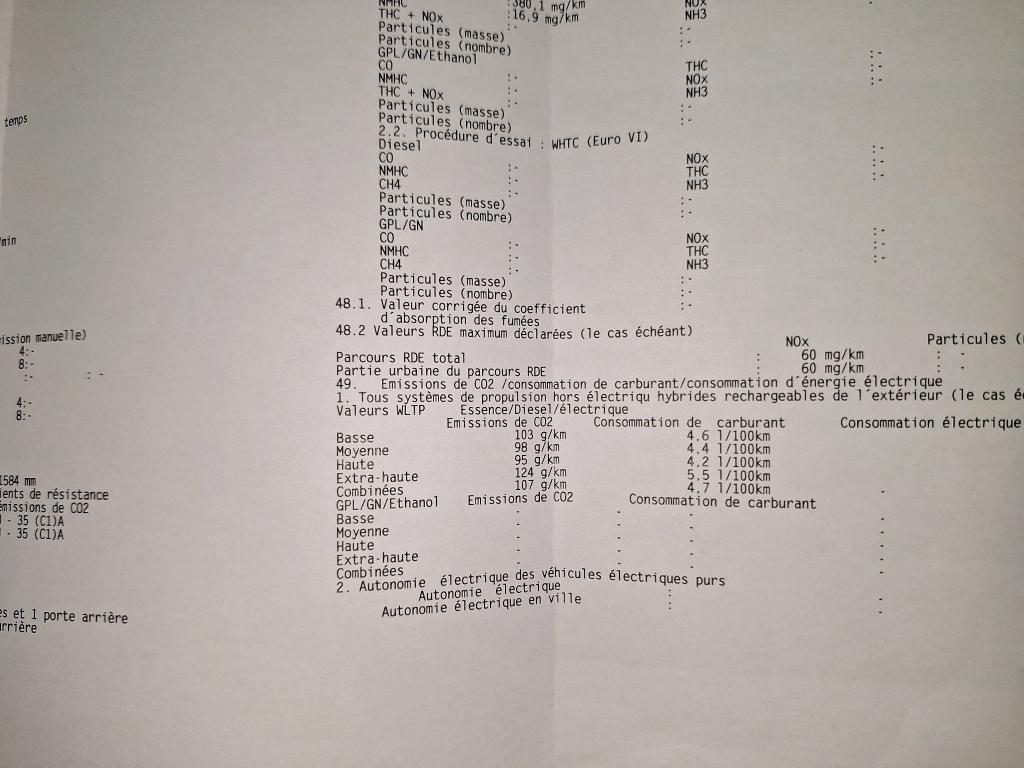 temps
/min
ission manuelle)
4:-
8:-
:- : -
4:-
8:-
1584 mm
ients de résistance
émissions de CO2
- 35 (C1)A
- 35 (C1)A
es et 1 porte arrière
arrière
NMHC :380,1 mg/km NOx
THC + NOx :16,9 mg/km NH3
Particules (masse) :- :-
Particules (nombre) :-
GPL/GN/Ethanol
CO THC :-
NMHC :- NOx :-
THC + NOx :- NH3 :-
Particules (masse) :- :-
Particules (nombre) :-
2.2. Procédure d´essai : WHTC (Euro VI)
Diesel
CO NOx :-
NMHC :- THC :-
CH4 :- NH3 :-
Particules (masse) :- :-
Particules (nombre) :-
GPL/GN
CO NOx :-
NMHC :- THC :-
CH4 :- NH3 :-
Particules (masse) :-
Particules (nombre) :-
48.1. Valeur corrigée du coefficient :-
d´absorption des fumées
48.2 Valeurs RDE maximum déclarées (le cas échéant)
NOx Particules (
Parcours RDE total : 60 mg/km : -
Partie urbaine du parcours RDE : 60 mg/km : -
49. Emissions de CO2 /consommation de carburant/consommation d´énergie électrique
1. Tous systèmes de propulsion hors électriqu hybrides rechargeables de l´extérieur (le cas é
Valeurs WLTP Essence/Diesel/électrique
Emissions de CO2 Consommation de carburant Consommation électrique
Basse 103 g/km 4,6 l/100km
Moyenne 98 g/km 4,4 l/100km
Haute 95 g/km 4,2 l/100km
Extra-haute 124 g/km 5,5 l/100km
Combinées 107 g/km 4,7 l/100km -
GPL/GN/Ethanol Emissions de CO2 Consommation de carburant
Basse - - - -
Moyenne - - - -
Haute - - - -
Extra-haute - - - -
Combinées - - - -
2. Autonomie électrique des véhicules électriques purs
Autonomie électrique :
Autonomie électrique en ville : -